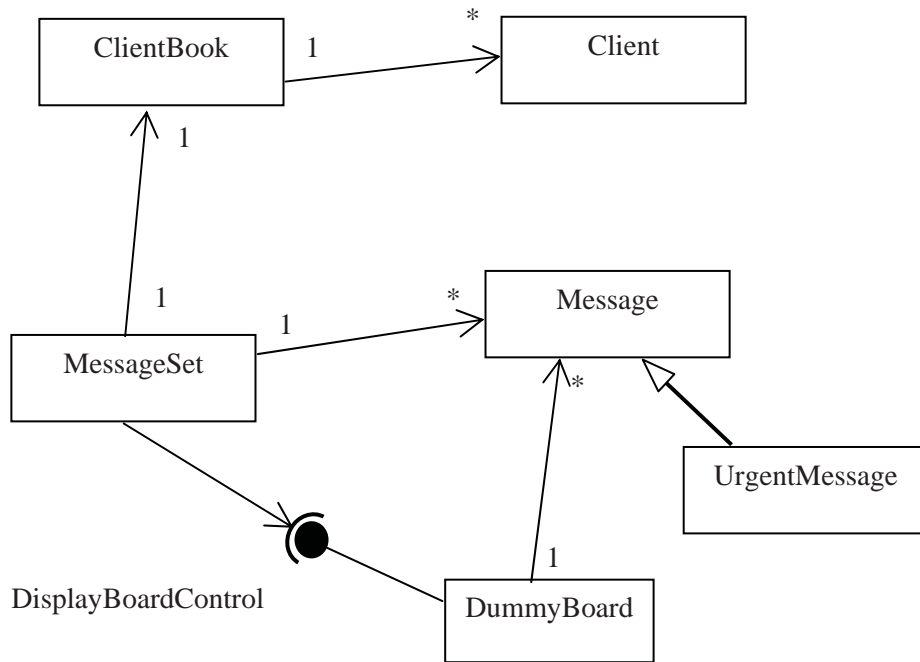 ClientBook
1
*
Client
1
1
1
*
Message
MessageSet
*
UrgentMessage
1
DisplayBoardControl
DummyBoard